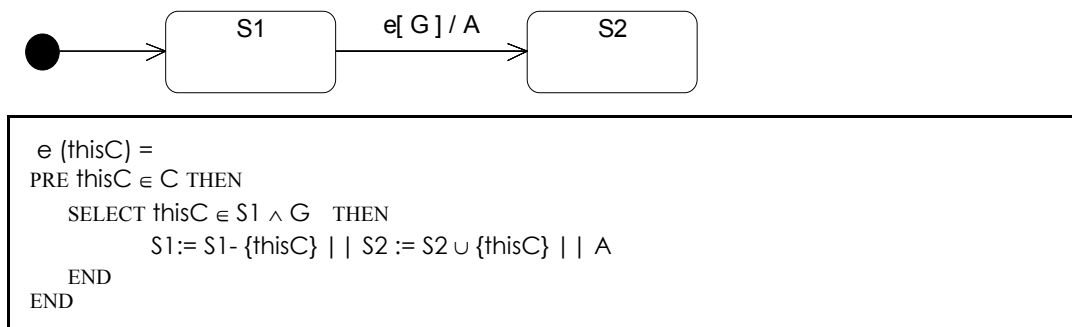 S1 e[ G ] / A S2
e (thisC) =
PRE thisC ∈ C THEN
SELECT thisC ∈ S1 ∧ G THEN
S1:= S1- {thisC} | | S2 := S2 ∪ {thisC} | | A
END
END